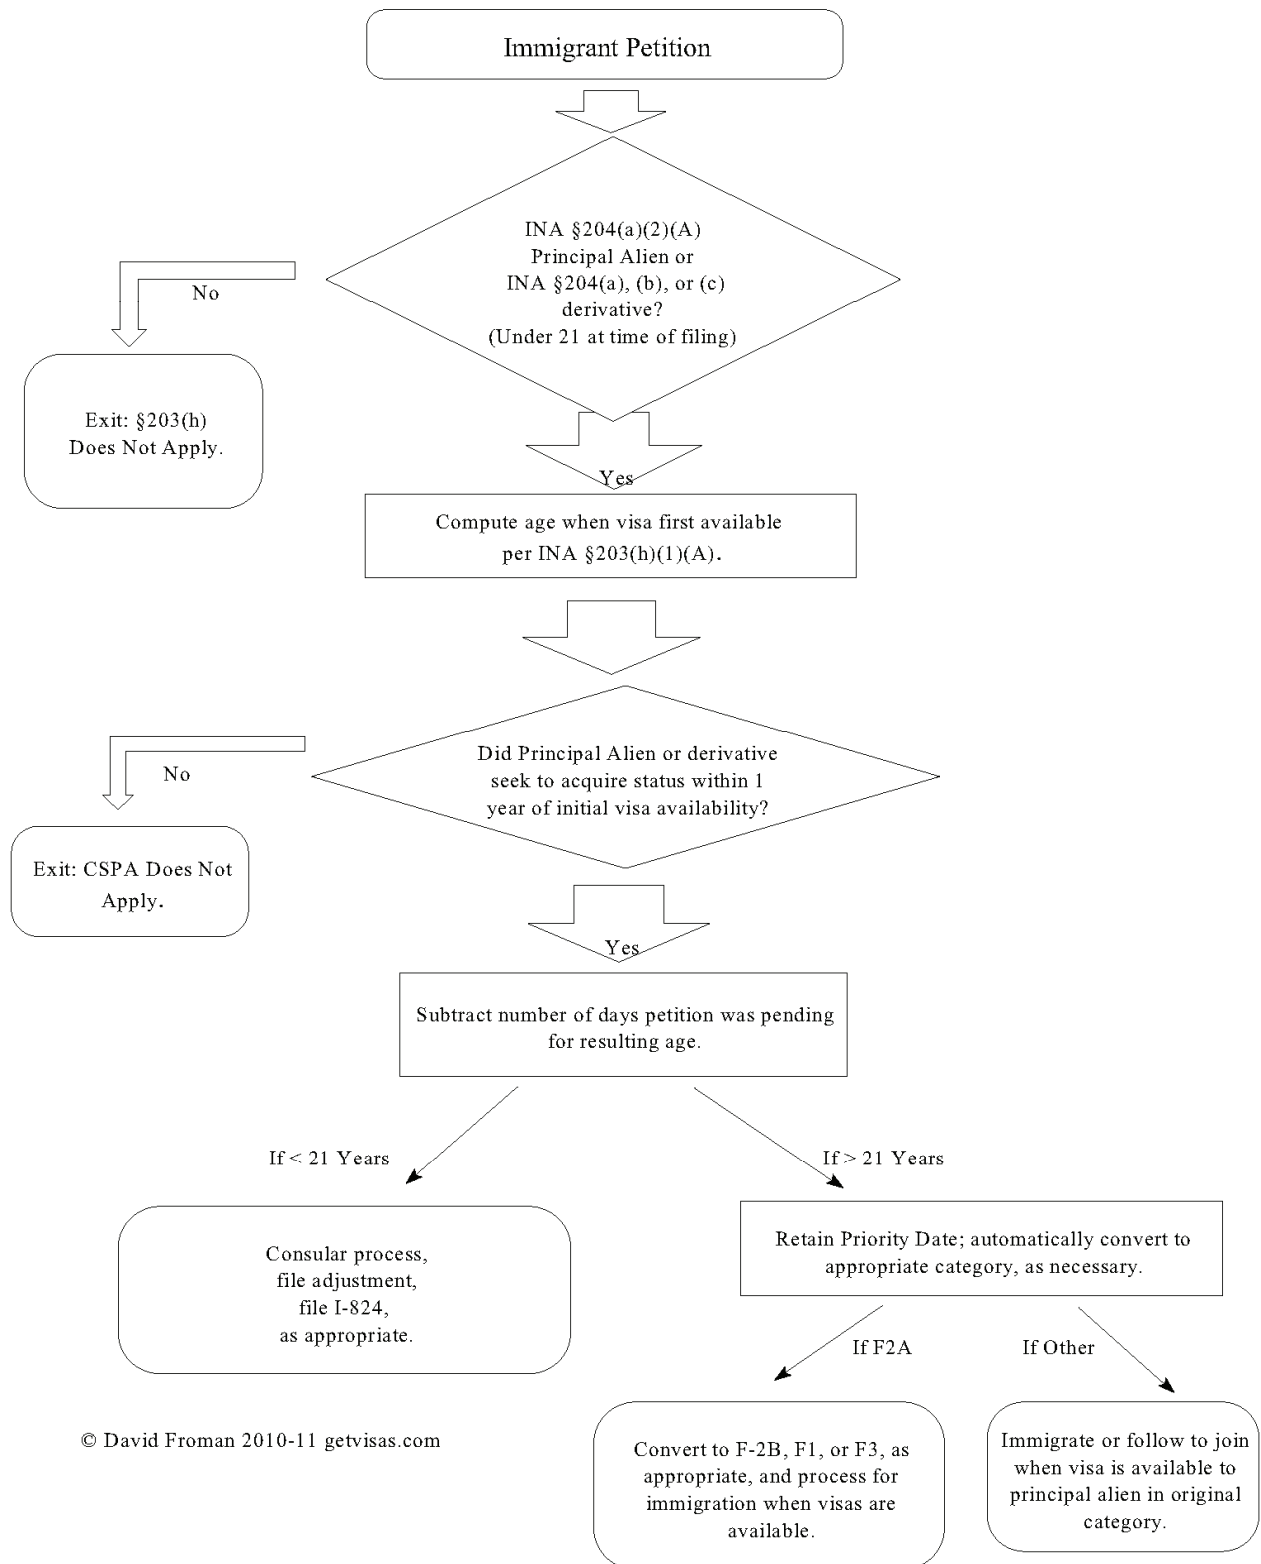 Immigrant Petition
INA §204(a)(2)(A)
Principal Alien or
INA §204(a), (b), or (c)
derivative?
(Under 21 at time of filing)
No
Exit: §203(h)
Does Not Apply.
Yes
Compute age when visa first available
per INA §203(h)(1)(A).
Did Principal Alien or derivative
seek to acquire status within 1
year of initial visa availability?
No
Exit: CSPA Does Not
Apply.
Yes
Subtract number of days petition was pending
for resulting age.
If < 21 Years
If > 21 Years
Consular process,
file adjustment,
file I-824,
as appropriate.
Retain Priority Date; automatically convert to
appropriate category, as necessary.
If F2A
If Other
Convert to F-2B, F1, or F3, as
appropriate, and process for
immigration when visas are
available.
Immigrate or follow to join
when visa is available to
principal alien in original
category.
© David Froman 2010-11 getvisas.com